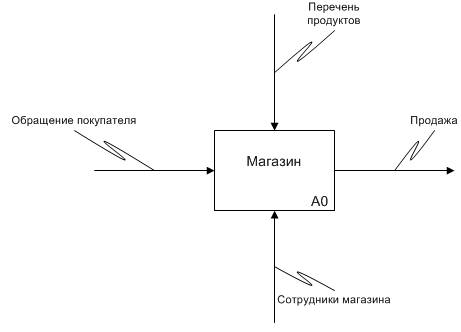 Перечень
продуктов
Обращение покупателя
Продажа
Магазин
A0
Сотрудники магазина